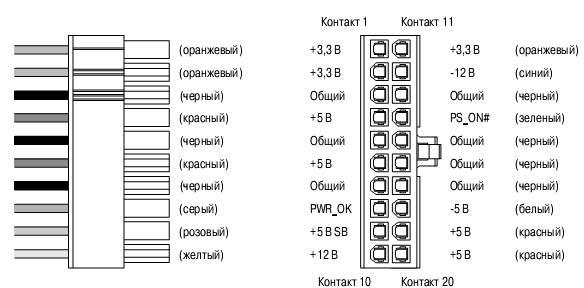 Контакт 1 Контакт 11
(оранжевый) +3,3 В +3,3 В (оранжевый)
(оранжевый) +3,3 В -12 В (синий)
(черный) Общий Общий (черный)
(красный) +5 В PS_ON# (зеленый)
(черный) Общий Общий (черный)
(красный) +5 В Общий (черный)
(черный) Общий Общий (черный)
(серый) PWR_OK -5 В (белый)
(розовый) +5 В SB +5 В (красный)
(желтый) +12 В +5 В (красный)
Контакт 10 Контакт 20